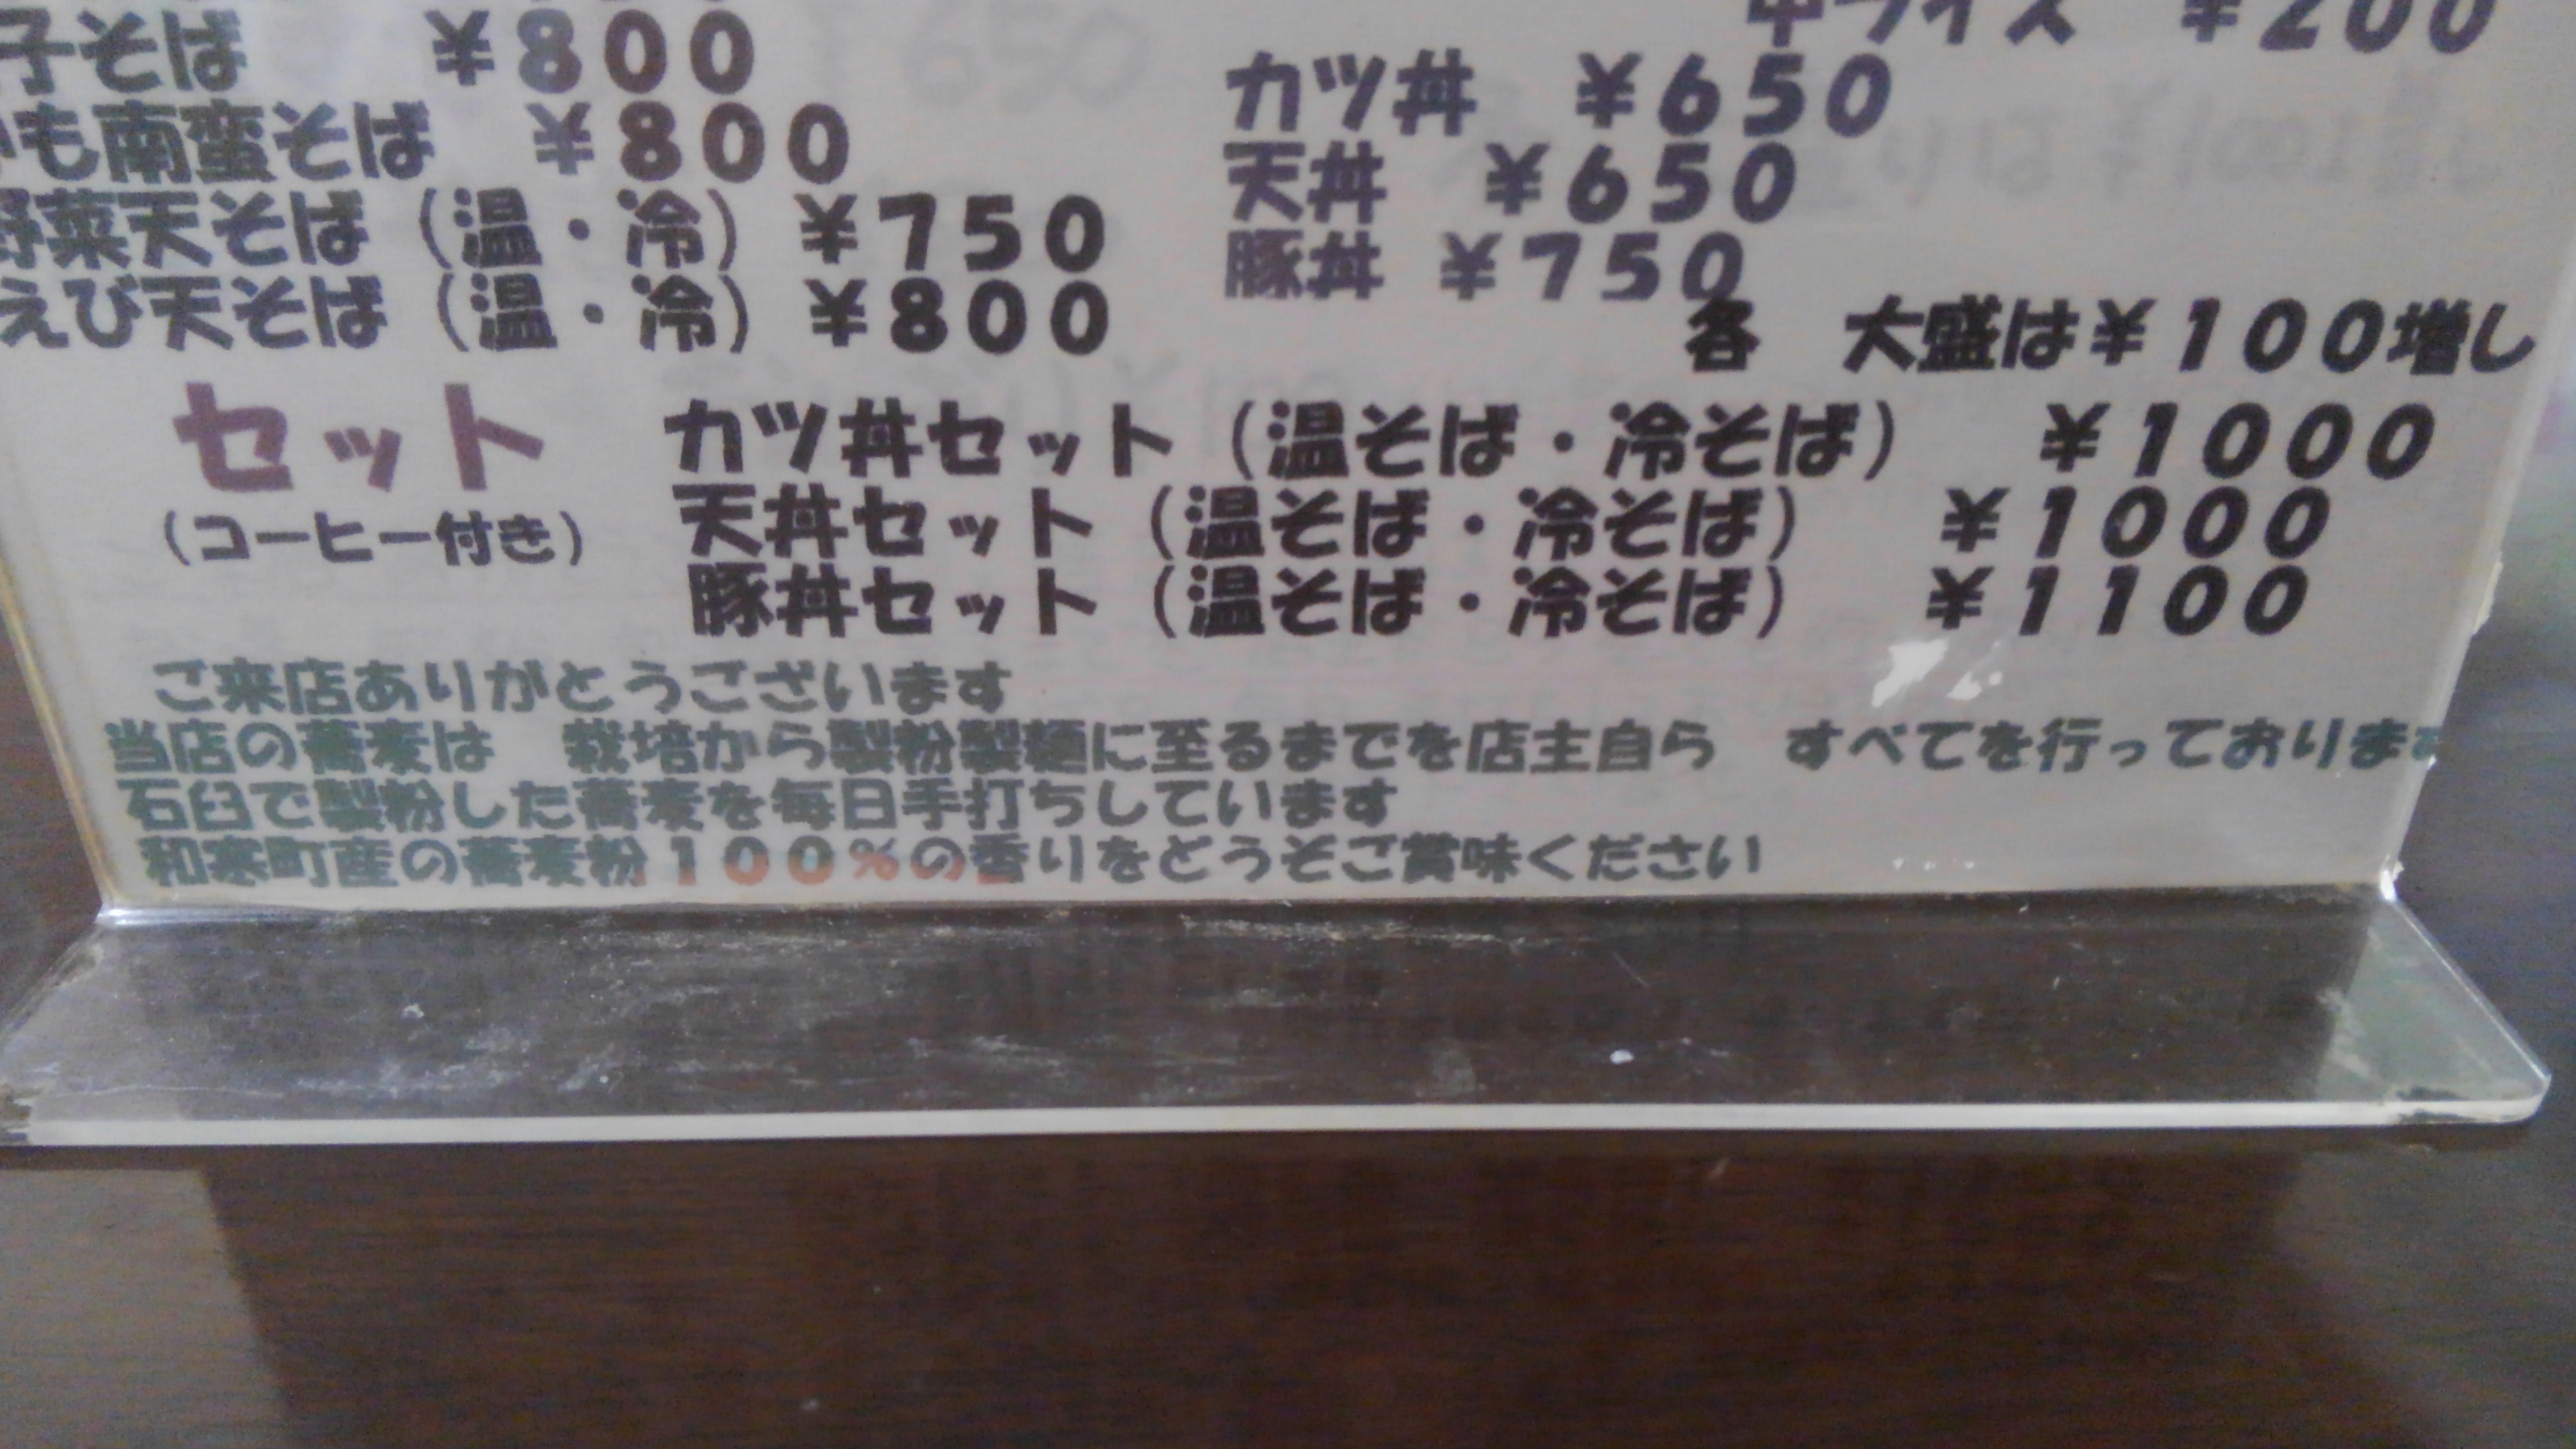 子そば ¥800
も南蛮そば ¥800
野菜天そば（温・冷）¥750
えび天そば（温・冷）¥800
中ライス ¥200
カツ丼 ¥650
天丼 ¥650
豚丼 ¥750
各 大盛は¥100増し
セット
（コーヒー付き）
カツ丼セット（温そば・冷そば） ¥1000
天丼セット（温そば・冷そば） ¥1000
豚丼セット（温そば・冷そば） ¥1100
ご来店ありがとうございます
当店の蕎麦は 栽培から製粉製麺に至るまでを店主自ら すべてを行っております
石臼で製粉した蕎麦を毎日手打ちしています
和寒町産の蕎麦粉100%の香りをどうぞご賞味ください